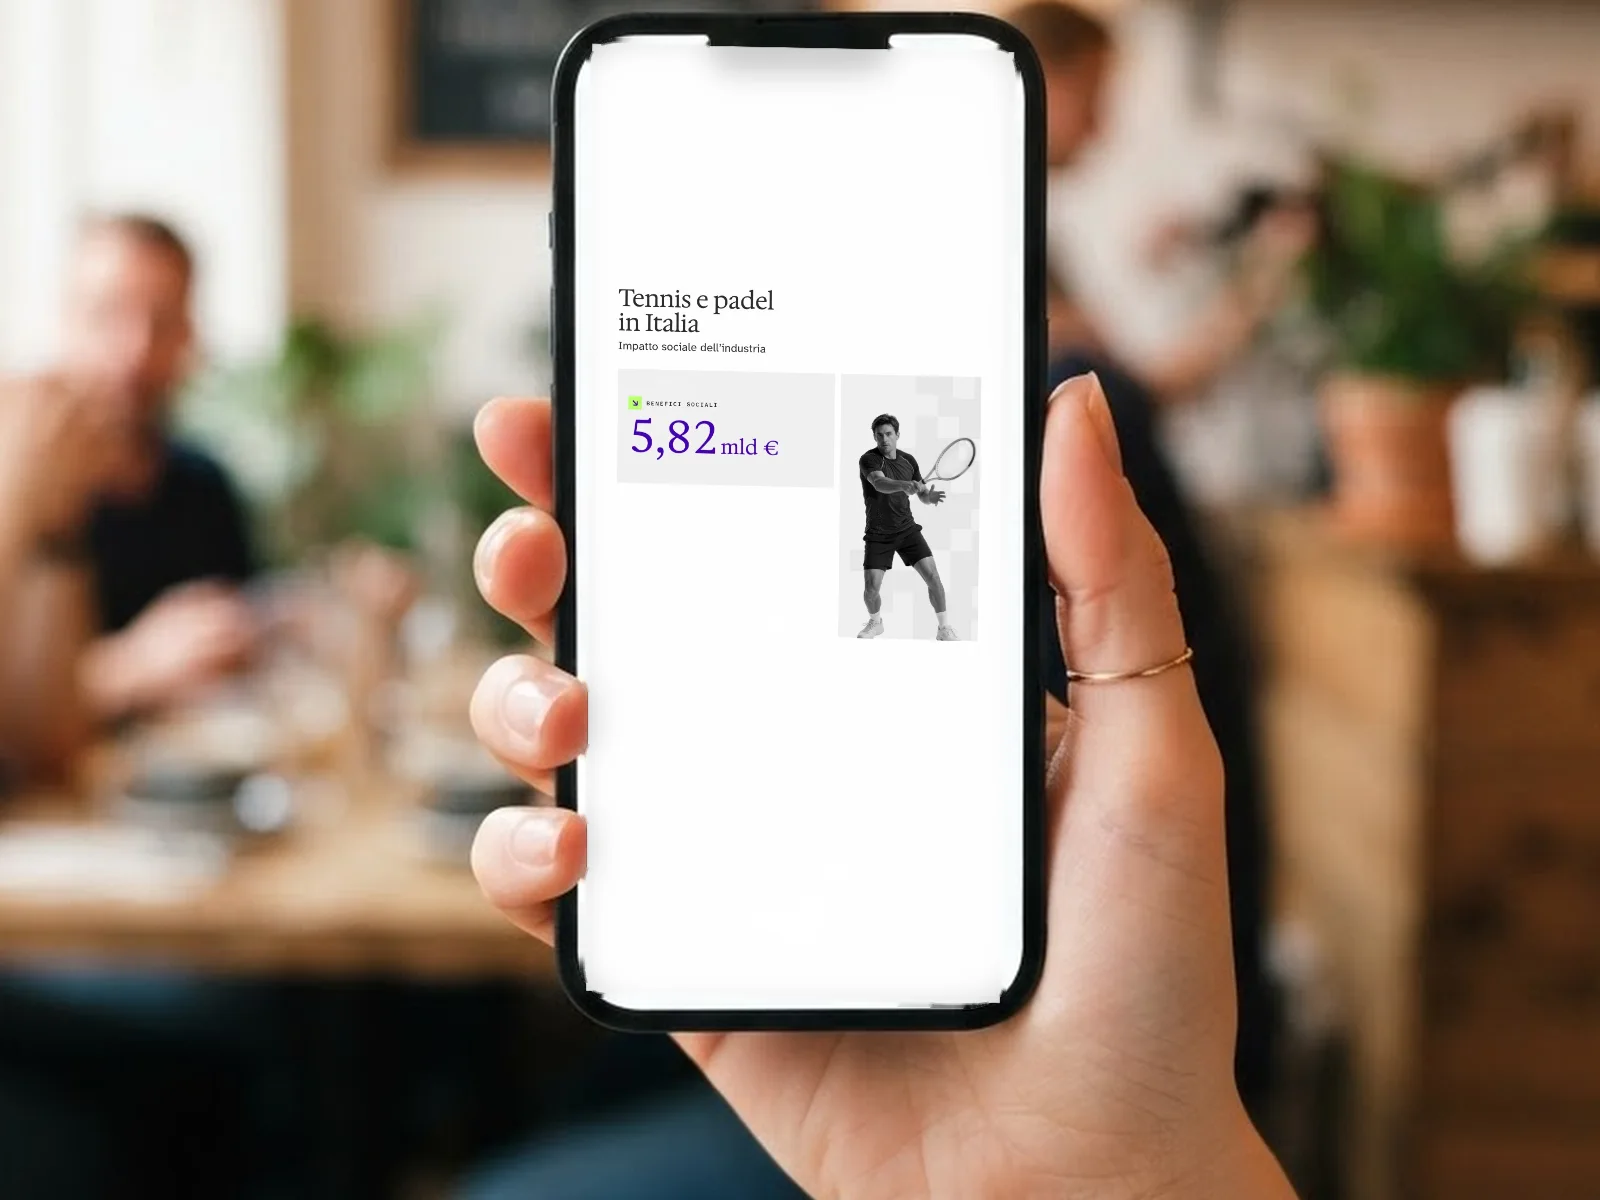 Tennis e padel
in Italia
Impatto sociale dell'industria
BENEFICI SOCIALI
5,82 mld €